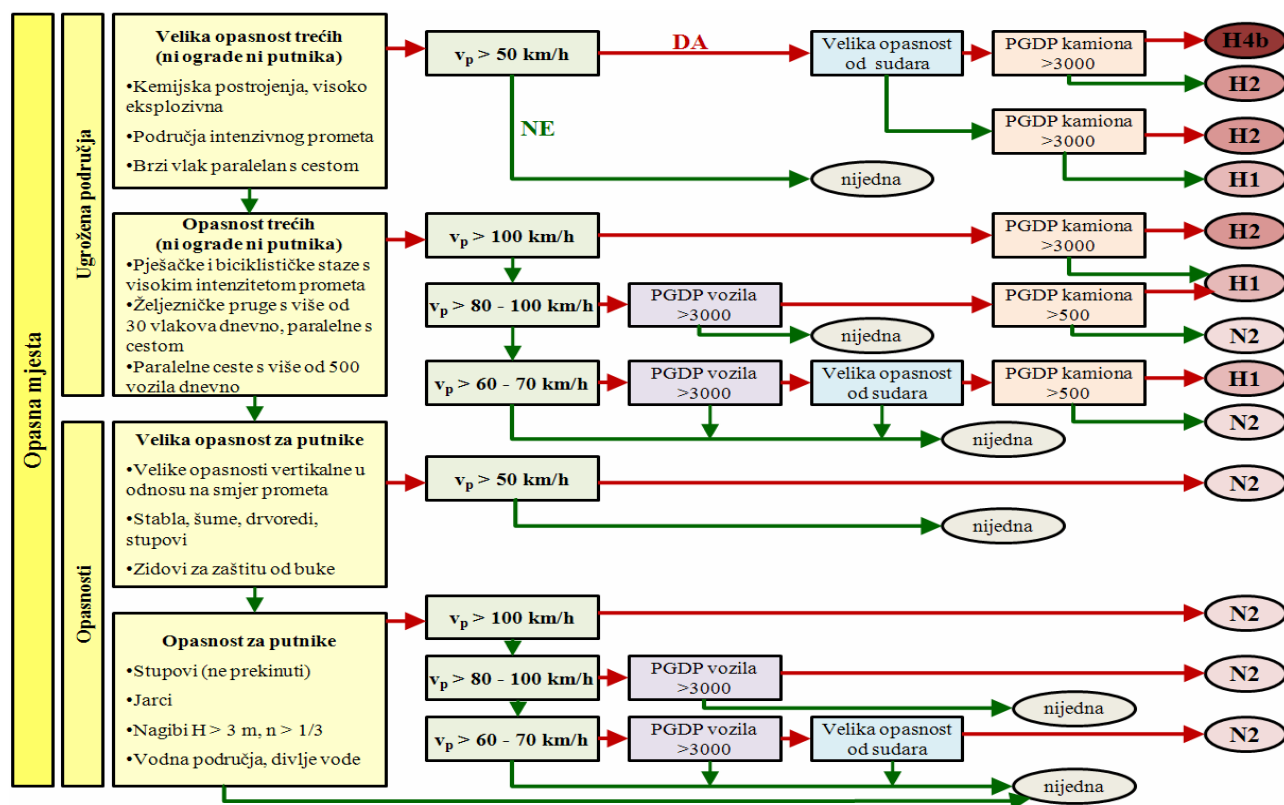 Opasna mjesta
Ugrožena područja
Velika opasnost trećih
(ni ograde ni putnika)
•Kemijska postrojenja, visoko
eksplozivna
•Područja intenzivnog prometa
•Brzi vlak paralelan s cestom
v_p > 50 km/h
DA
NE
Velika opasnost
od sudara
PGDP kamiona
>3000
H4b
H2
PGDP kamiona
>3000
H2
H1
nijedna
Opasnost trećih
(ni ograde ni putnika)
•Pješačke i biciklističke staze s
visokim intenzitetom prometa
•Željezničke pruge s više od
30 vlakova dnevno, paralelne s
cestom
•Paralelne ceste s više od 500
vozila dnevno
v_p > 100 km/h
PGDP kamiona
>3000
H2
H1
v_p > 80 - 100 km/h
PGDP vozila
>3000
nijedna
PGDP kamiona
>500
N2
v_p > 60 - 70 km/h
PGDP vozila
>3000
Velika opasnost
od sudara
PGDP kamiona
>500
H1
N2
nijedna
Opasnosti
Velika opasnost za putnike
•Velike opasnosti vertikalne u
odnosu na smjer prometa
•Stabla, šume, drvoredi,
stupovi
•Zidovi za zaštitu od buke
v_p > 50 km/h
N2
nijedna
Opasnost za putnike
•Stupovi (ne prekinuti)
•Jarci
•Nagibi H > 3 m, n > 1/3
•Vodna područja, divlje vode
v_p > 100 km/h
N2
v_p > 80 - 100 km/h
PGDP vozila
>3000
N2
nijedna
v_p > 60 - 70 km/h
PGDP vozila
>3000
Velika opasnost
od sudara
N2
nijedna